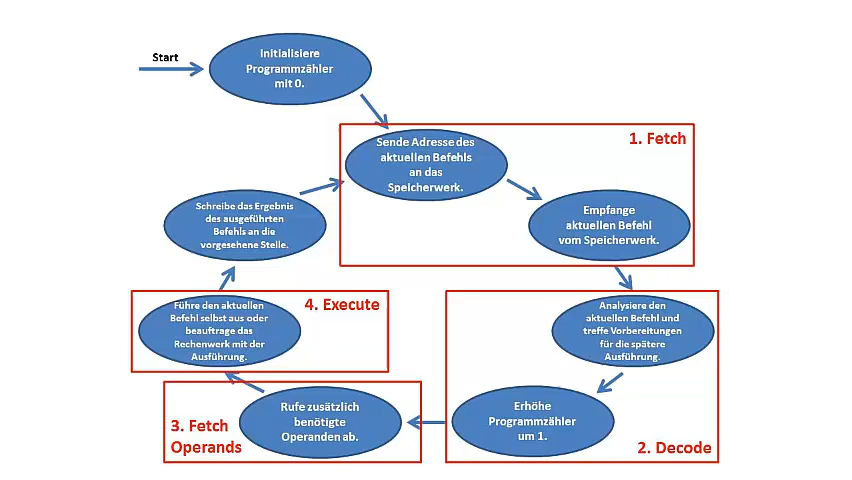 Start
Initialisiere
Programmzähler
mit 0.
1. Fetch
Sende Adresse des
aktuellen Befehls
an das
Speicherwerk.
Empfange
aktuellen Befehl
vom Speicherwerk.
Analysiere den
aktuellen Befehl und
treffe Vorbereitungen
für die spätere
Ausführung.
Erhöhe
Programmzähler
um 1.
2. Decode
Rufe zusätzlich
benötigte
Operanden ab.
3. Fetch
Operands
4. Execute
Führe den aktuellen
Befehl selbst aus oder
beauftrage das
Rechenwerk mit der
Ausführung.
Schreibe das Ergebnis
des ausgeführten
Befehls an die
vorgesehene Stelle.